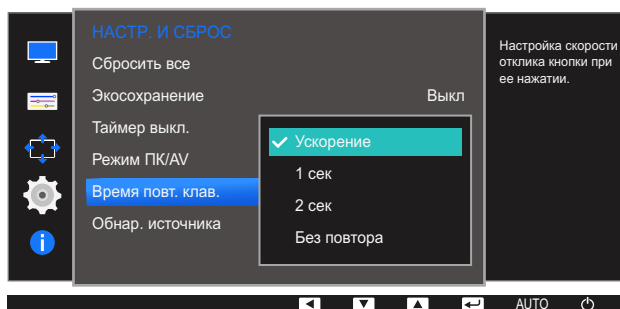 НАСТР. И СБРОС
Сбросить все
Экосохранение Выкл
Таймер выкл.
Режим ПК/AV
Время повт. клав.
Обнар. источника
Ускорение
1 сек
2 сек
Без повтора
Настройка скорости
отклика кнопки при
ее нажатии.
AUTO